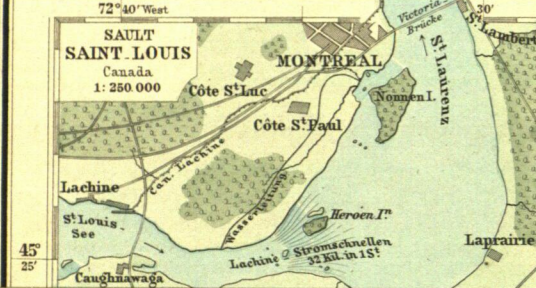 72° 40' West
30'
SAULT
SAINT-LOUIS
Canada
1: 250 000
Victoria
Brücke
St. Lambert
MONTREAL
St. Laurenz
Côte St. Luc
Nonnen I.
Côte St. Paul
Can. Lachine
Lachine
Wasserleitung
St. Louis
See
Heroen In.
45°
25'
Lachine Stromschnellen
32 Kil. in 1 St.
Laprairie
Caughnawaga